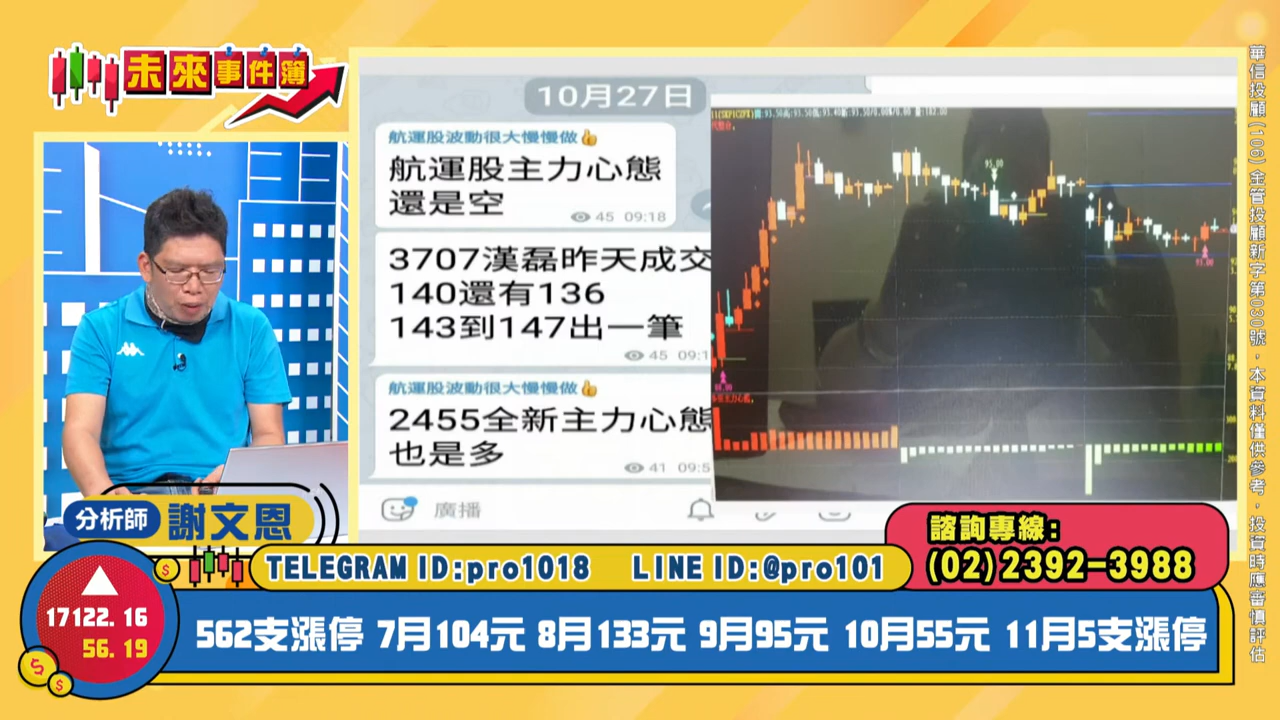 未來事件簿
10月27日
航運股波動很大慢慢做👍
航運股主力心態
還是空
45 09:18
3707漢磊昨天成交
140還有136
143到147出一筆
45 09:1
航運股波動很大慢慢做👍
2455全新主力心態
也是多
41 09:5
廣播
95.00
91.00
Kappa
分析師 謝文恩
諮詢專線:
(02)2392-3988
TELEGRAM ID:pro1018 LINE ID:@pro101
17122.16
56.19
562支漲停 7月104元 8月133元 9月95元 10月55元 11月5支漲停
華信投顧(106)金管投顧新字第030號，本資料僅供參考，投資時應審慎評估